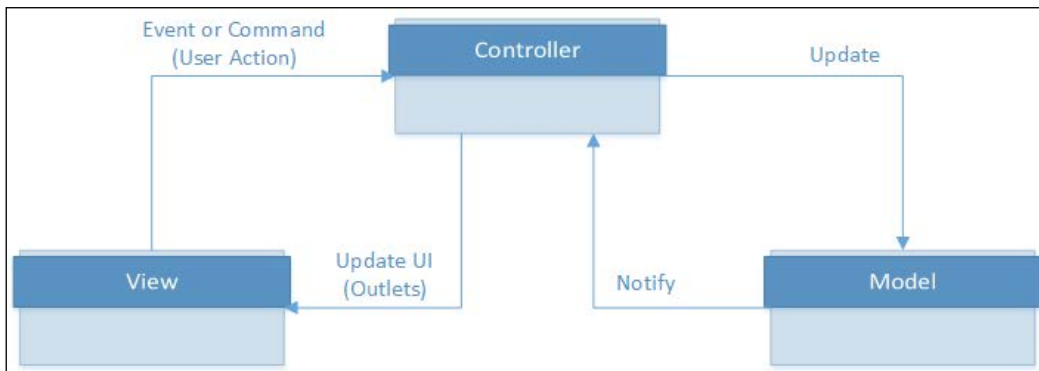 Event or Command
(User Action)
Controller
Update
View
Update UI
(Outlets)
Notify
Model